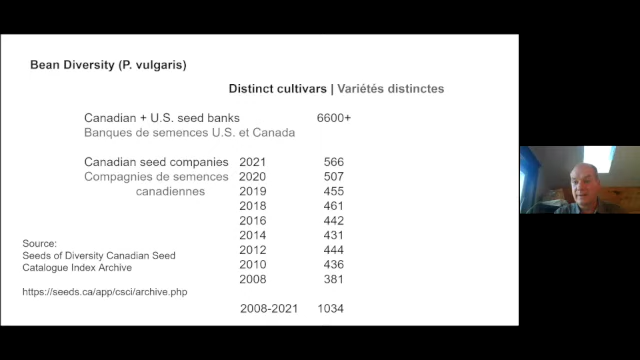 Bean Diversity (P. vulgaris)
Distinct cultivars | Variétés distinctes
Canadian + U.S. seed banks 6600+
Banques de semences U.S. et Canada
Canadian seed companies 2021 566
Compagnies de semences 2020 507
canadiennes 2019 455
2018 461
2016 442
2014 431
2012 444
2010 436
2008 381
Source:
Seeds of Diversity Canadian Seed
Catalogue Index Archive
https://seeds.ca/app/csci/archive.php
2008-2021 1034